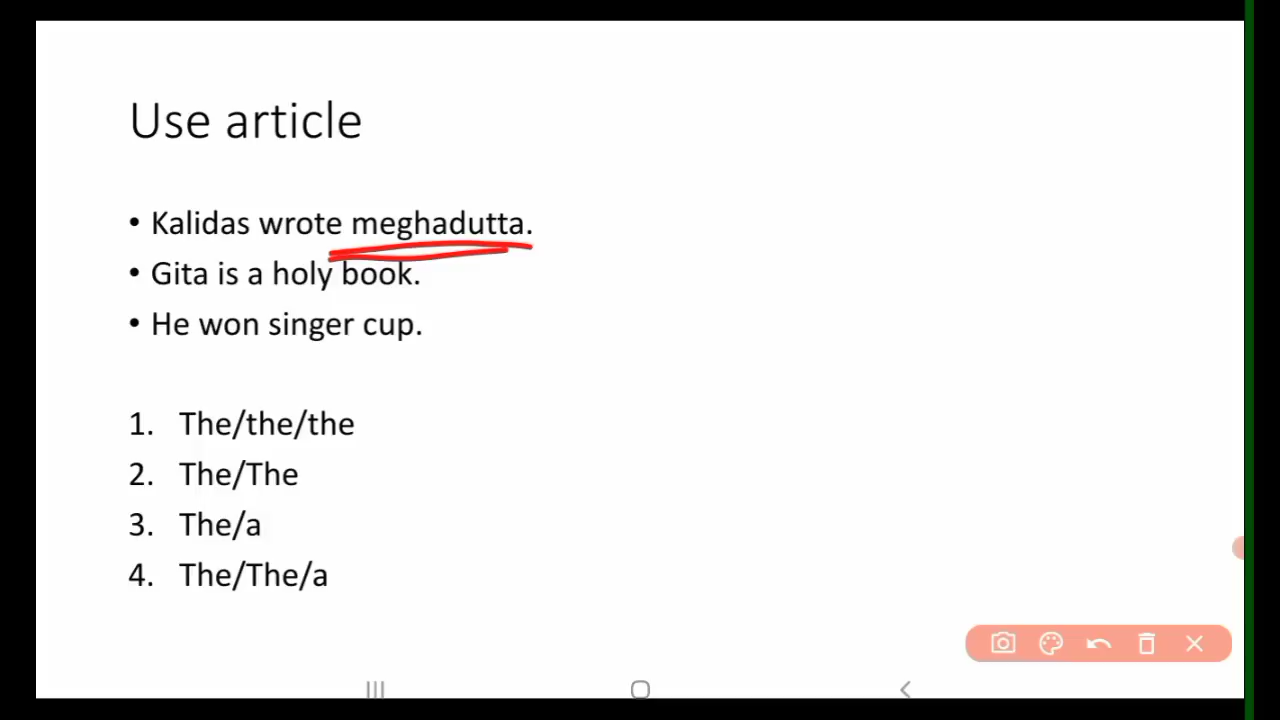 Use article
• Kalidas wrote meghadutta.
• Gita is a holy book.
• He won singer cup.
1. The/the/the
2. The/The
3. The/a
4. The/The/a